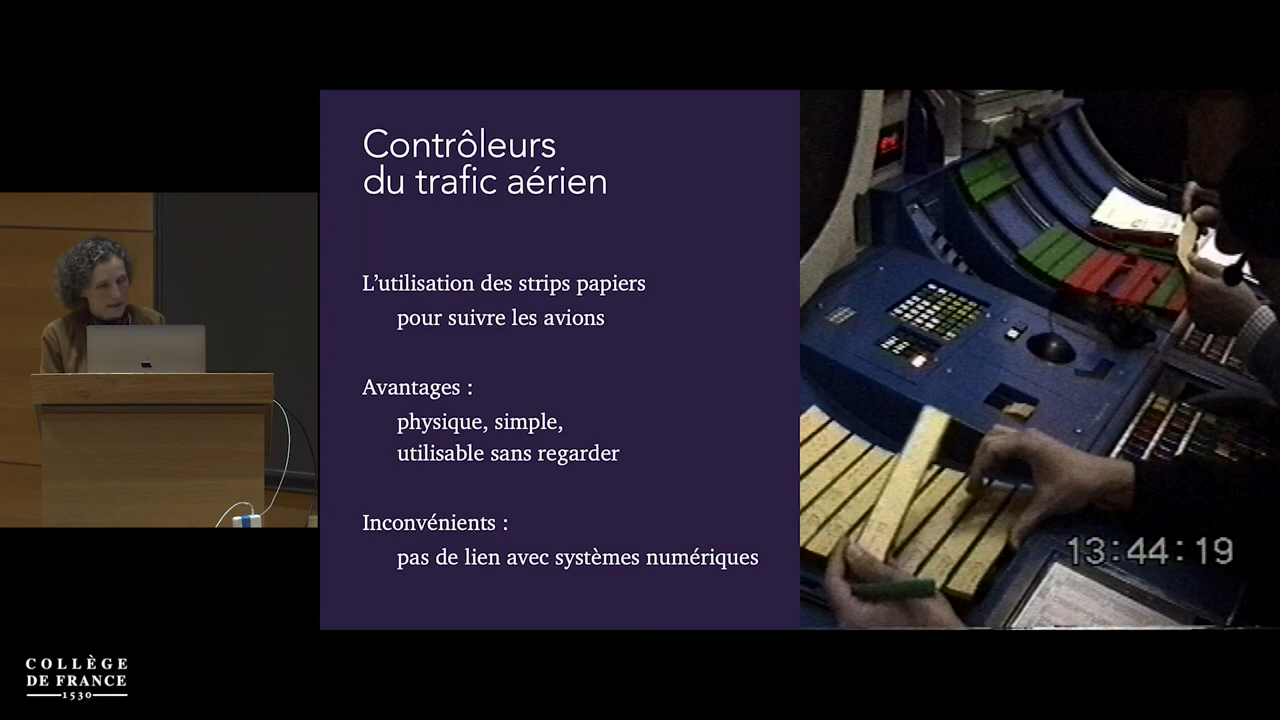 Contrôleurs
du trafic aérien
L'utilisation des strips papiers
pour suivre les avions
Avantages :
physique, simple,
utilisable sans regarder
Inconvénients :
pas de lien avec systèmes numériques
13:44:19
COLLÈGE
DE FRANCE
1530